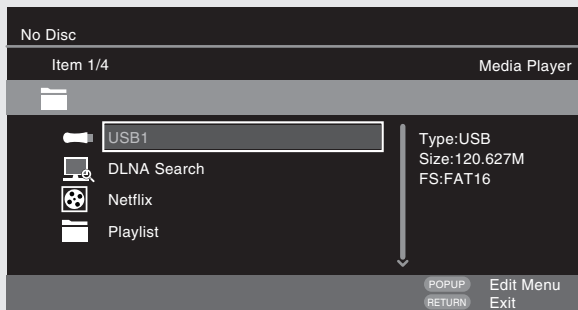 No Disc
Item 1/4
Media Player
USB1
DLNA Search
Netflix
Playlist
Type:USB
Size:120.627M
FS:FAT16
POPUP Edit Menu
RETURN Exit